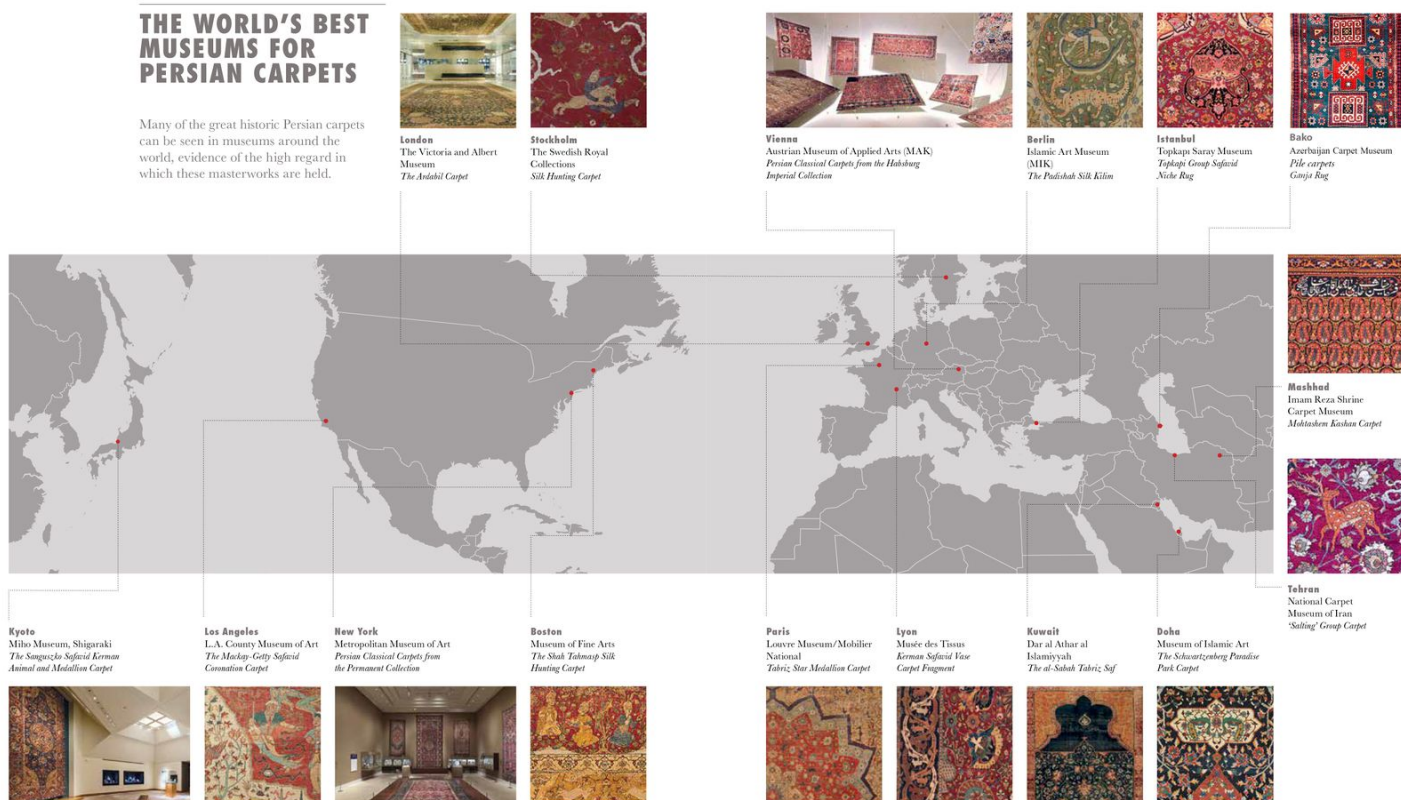 THE WORLD'S BEST
MUSEUMS FOR
PERSIAN CARPETS
Many of the great historic Persian carpets
can be seen in museums around the
world, evidence of the high regard in
which these masterworks are held.
London
The Victoria and Albert
Museum
The Ardabil Carpet
Stockholm
The Swedish Royal
Collections
Silk Hunting Carpet
Vienna
Austrian Museum of Applied Arts (MAK)
Persian Classical Carpets from the Habsburg
Imperial Collection
Berlin
Islamic Art Museum
(MIK)
The Padishah Silk Kilim
Istanbul
Topkapı Saray Museum
Topkapi Group Safavid
Niche Rug
Bako
Azerbaijan Carpet Museum
Pile carpets
Ganja Rug
Mashhad
Imam Reza Shrine
Carpet Museum
Mohtashem Kashan Carpet
Tehran
National Carpet
Museum of Iran
'Salting' Group Carpet
Kyoto
Miho Museum, Shigaraki
The Sanguszko Safavid Kerman
Animal and Medallion Carpet
Los Angeles
L.A. County Museum of Art
The Mackay-Getty Safavid
Coronation Carpet
New York
Metropolitan Museum of Art
Persian Classical Carpets from
the Permanent Collection
Boston
Museum of Fine Arts
The Shah Tahmasp Silk
Hunting Carpet
Paris
Louvre Museum/Mobilier
National
Tabriz Star Medallion Carpet
Lyon
Musée des Tissus
Kerman Safavid Vase
Carpet Fragment
Kuwait
Dar al Athar al
Islamiyyah
The al-Sabah Tabriz Saf
Doha
Museum of Islamic Art
The Schwartzenberg Paradise
Park Carpet